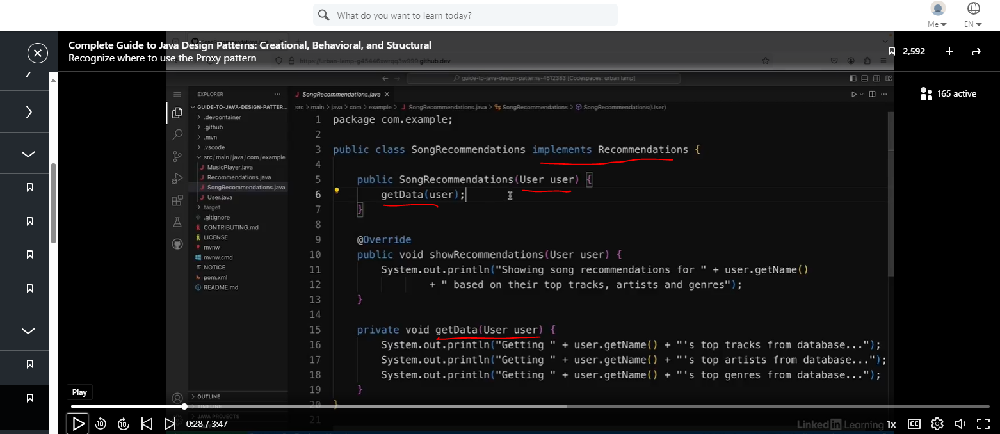 What do you want to learn today?
Me
EN
Complete Guide to Java Design Patterns: Creational, Behavioral, and Structural
Recognize where to use the Proxy pattern
2,592
https://urban-lamp-g45446xwrqq3w999.github.dev
guide-to-java-design-patterns-4512383 [Codespaces: urban lamp]
165 active
EXPLORER
GUIDE-TO-JAVA-DESIGN-PATTER...
.devcontainer
.github
.mvn
.vscode
src/main/java/com/example
J MusicPlayer.java
J Recommendations.java
J SongRecommendations.java
J User.java
target
.gitignore
CONTRIBUTING.md
LICENSE
mvnw
mvnw.cmd
NOTICE
pom.xml
README.md
OUTLINE
TIMELINE
JAVA PROJECTS
J SongRecommendations.java
src > main > java > com > example > J SongRecommendations.java > SongRecommendations > SongRecommendations(User)
1 package com.example;
2
3 public class SongRecommendations implements Recommendations {
4
5 public SongRecommendations(User user) {
6 getData(user);
7 }
8
9 @Override
10 public void showRecommendations(User user) {
11 System.out.println("Showing song recommendations for " + user.getName()
12 + " based on their top tracks, artists and genres");
13 }
14
15 private void getData(User user) {
16 System.out.println("Getting " + user.getName() + "'s top tracks from database...");
17 System.out.println("Getting " + user.getName() + "'s top artists from database...");
18 System.out.println("Getting " + user.getName() + "'s top genres from database...");
19 }
20 }
21
Play
10
10
0:28 / 3:47
LinkedIn Learning
1x
CC